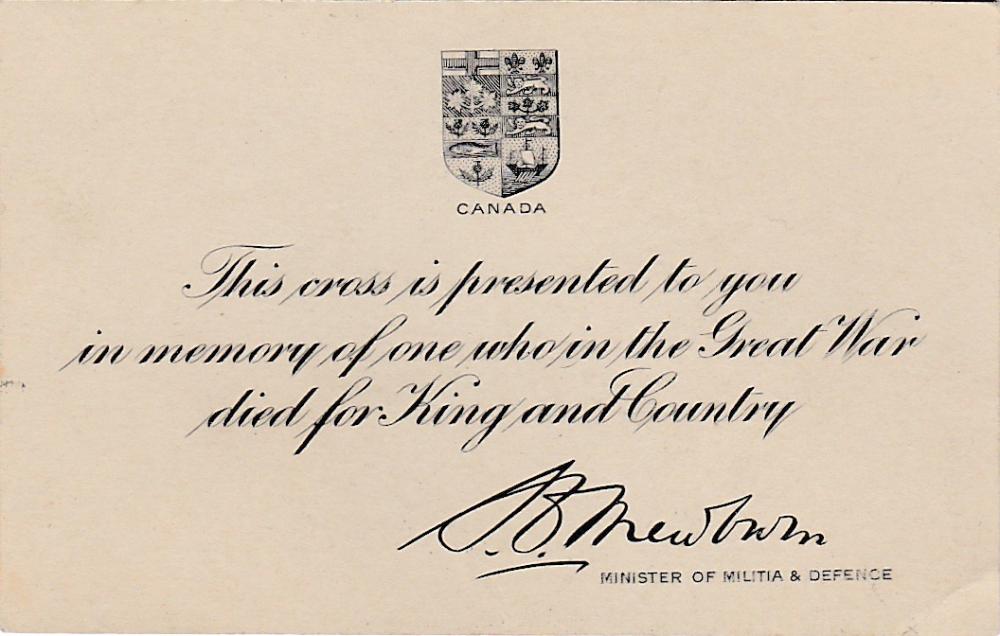 CANADA
This cross is presented to you
in memory of one who in the Great War
died for King and Country
S.C. Mewburn
MINISTER OF MILITIA & DEFENCE